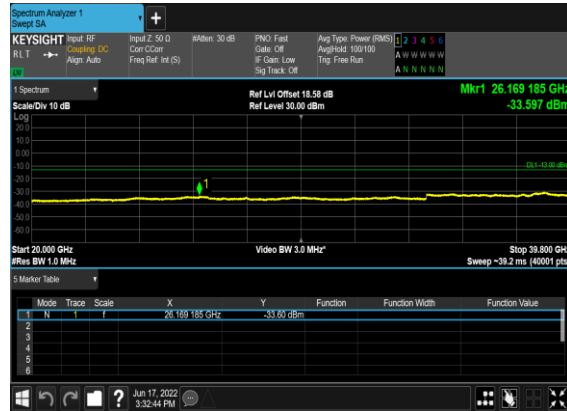 Spectrum Analyzer 1
Swept SA
KEYSIGHT Input: RF Input Z: 50 Ω #Atten: 30 dB PNO: Fast Avg Type: Power (RMS) 1 2 3 4 5 6
RLT Coupling: DC Corr CCorr Gate: Off Avg|Hold: 100/100 A W W W W W
Align: Auto Freq Ref: Int (S) IF Gain: Low Trig: Free Run
Sig Track: Off A N N N N N
1 Spectrum Ref Lvl Offset 18.58 dB Mkr1 26.169 185 GHz
Scale/Div 10 dB Ref Level 30.00 dBm -33.597 dBm
Log
20.0
10.0
0.00
-10.0 DL1 -13.00 dBm
-20.0
-30.0 1
-40.0
-50.0
-60.0
Start 20.000 GHz Video BW 3.0 MHz* Stop 39.800 GHz
#Res BW 1.0 MHz Sweep ~39.2 ms (40001 pts)
5 Marker Table
Mode Trace Scale X Y Function Function Width Function Value
1 N 1 f 26.169 185 GHz -33.60 dBm
2
3
4
5
6
? Jun 17, 2022
3:32:44 PM